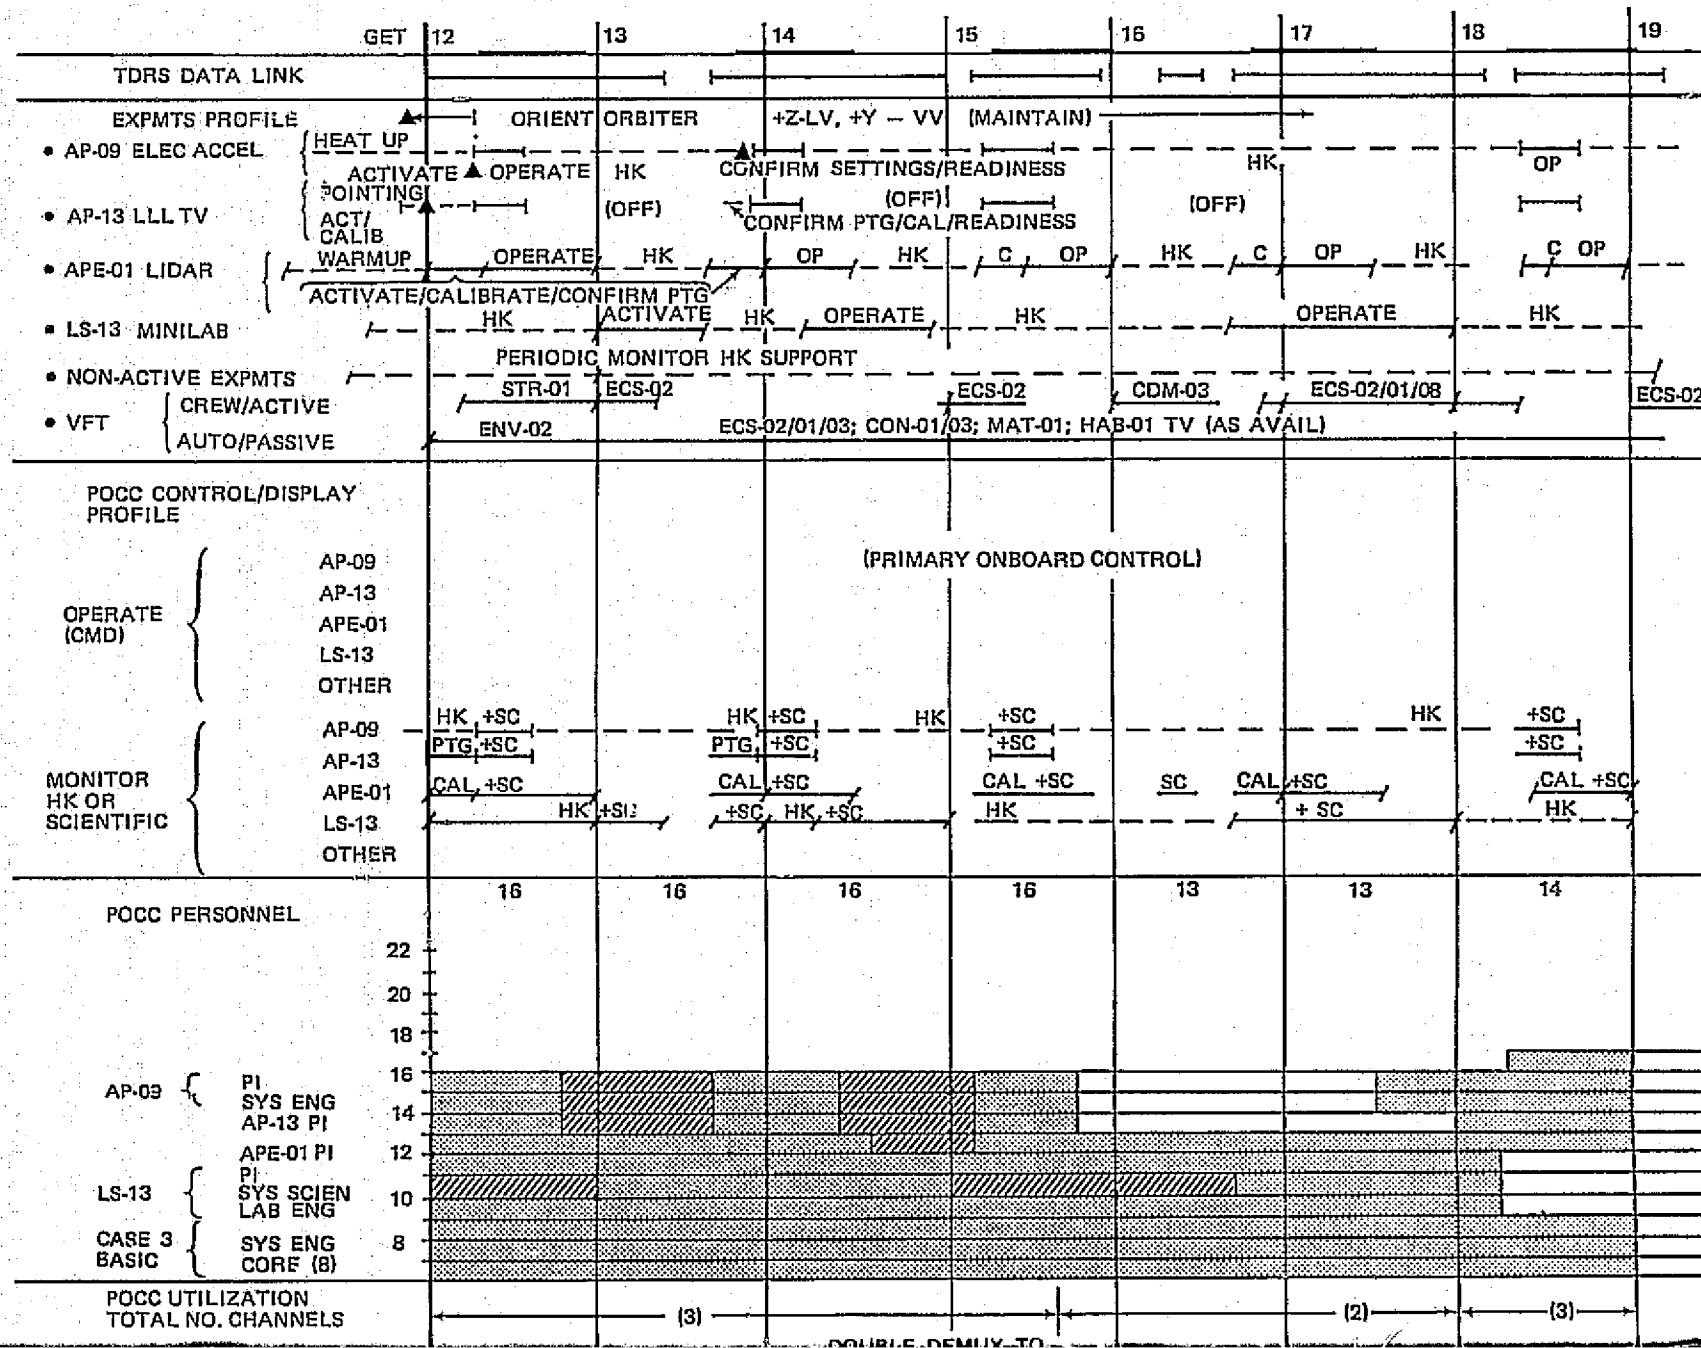 GET 12 13 14 15 16 17 18 19
TDRS DATA LINK
EXPMTS PROFILE ORIENT ORBITER +Z-LV, +Y – VV (MAINTAIN)
• AP-09 ELEC ACCEL HEAT UP
ACTIVATE OPERATE HK CONFIRM SETTINGS/READINESS HK OP
• AP-13 LLL TV POINTING (OFF) (OFF) (OFF)
ACT/ CONFIRM PTG/CAL/READINESS
CALIB
• APE-01 LIDAR WARMUP OPERATE HK OP HK C OP HK C OP HK C OP
ACTIVATE/CALIBRATE/CONFIRM PTG
• LS-13 MINILAB HK ACTIVATE HK OPERATE HK OPERATE HK
PERIODIC MONITOR HK SUPPORT
• NON-ACTIVE EXPMTS
• VFT CREW/ACTIVE STR-01 ECS-02 ECS-02 CDM-03 ECS-02/01/08 ECS-02
AUTO/PASSIVE ENV-02 ECS-02/01/03; CON-01/03; MAT-01; HAB-01 TV (AS AVAIL)
POCC CONTROL/DISPLAY
PROFILE
OPERATE
(CMD)
AP-09 (PRIMARY ONBOARD CONTROL)
AP-13
APE-01
LS-13
OTHER
MONITOR
HK OR
SCIENTIFIC
AP-09 HK +SC HK +SC HK +SC HK +SC
AP-13 PTG +SC PTG +SC +SC +SC
APE-01 CAL +SC CAL +SC CAL +SC SC CAL +SC CAL +SC
LS-13 HK +SC +SC HK +SC HK + SC HK
OTHER
16 16 16 16 13 13 14
POCC PERSONNEL
22
20
18
16
AP-09 PI
SYS ENG
14
AP-13 PI
APE-01 PI 12
LS-13 PI
SYS SCIEN 10
LAB ENG
CASE 3
BASIC
SYS ENG 8
CORE (8)
POCC UTILIZATION
TOTAL NO. CHANNELS (3) (2) (3)
DOUBLE DEMUX TO